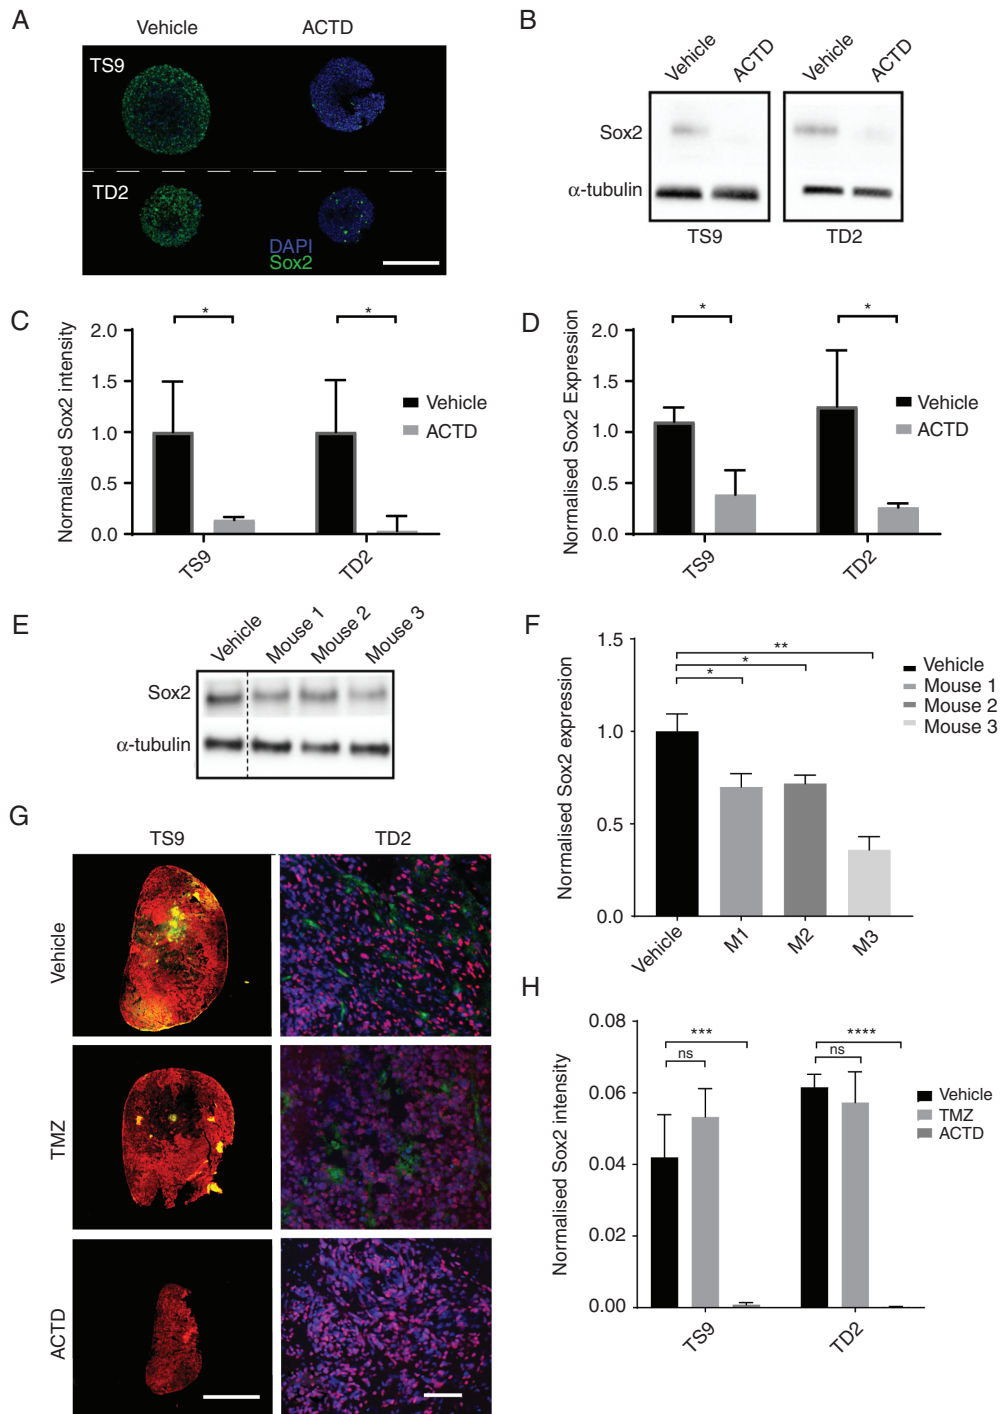 A
Vehicle ACTD
TS9
TD2
DAPI
Sox2
B
Vehicle ACTD Vehicle ACTD
Sox2
α-tubulin
TS9 TD2
C
Normalised Sox2 intensity
2.0
1.5
1.0
0.5
0.0
* *
Vehicle
ACTD
TS9 TD2
D
Normalised Sox2 Expression
2.0
1.5
1.0
0.5
0.0
* *
Vehicle
ACTD
TS9 TD2
E
Vehicle Mouse 1 Mouse 2 Mouse 3
Sox2
α-tubulin
F
Normalised Sox2 expression
1.5
1.0
0.5
0.0
**
*
*
Vehicle
Mouse 1
Mouse 2
Mouse 3
Vehicle M1 M2 M3
G
TS9 TD2
Vehicle
TMZ
ACTD
H
Normalised Sox2 intensity
0.08
0.06
0.04
0.02
0.00
*** ****
ns ns
Vehicle
TMZ
ACTD
TS9 TD2